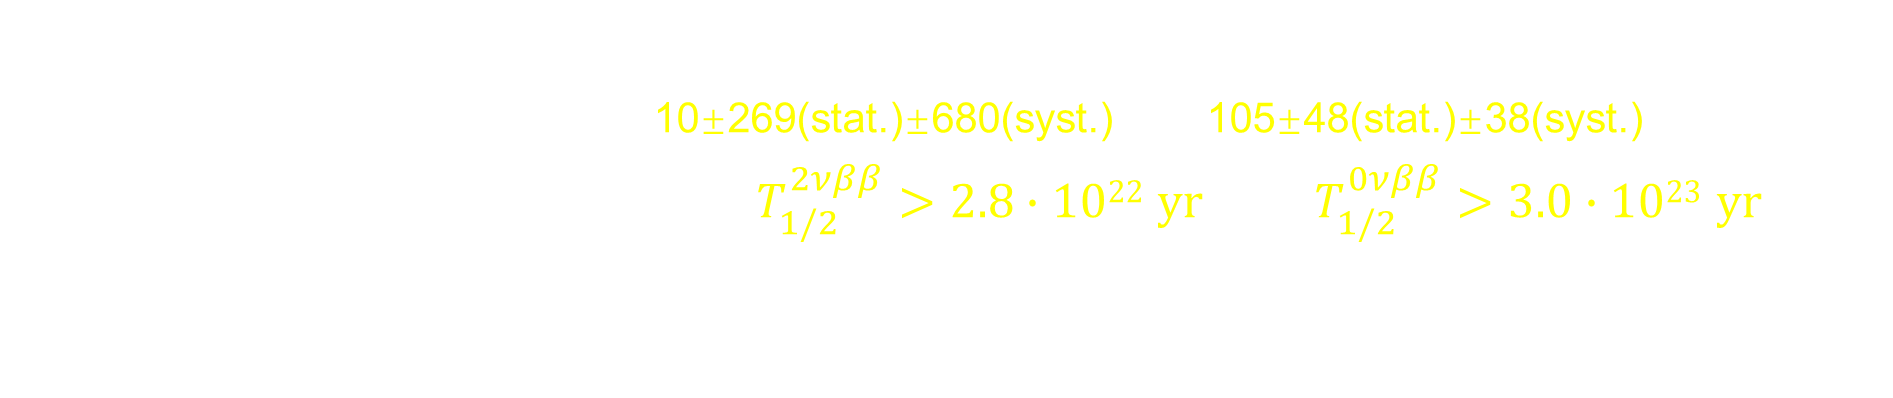 10±269(stat.)±680(syst.) 105±48(stat.)±38(syst.)
T_{1/2}^{2νββ} > 2.8 · 10^{22} yr T_{1/2}^{0νββ} > 3.0 · 10^{23} yr